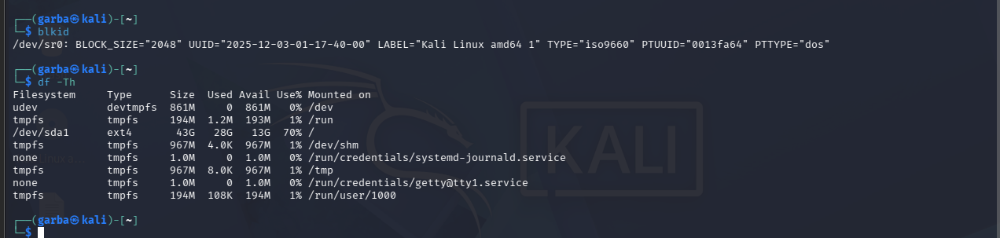 ┌──(garba㉿kali)-[~]
└─$ blkid
/dev/sr0: BLOCK_SIZE="2048" UUID="2025-12-03-01-17-40-00" LABEL="Kali Linux amd64 1" TYPE="iso9660" PTUUID="0013fa64" PTTYPE="dos"
┌──(garba㉿kali)-[~]
└─$ df -Th
Filesystem     Type      Size  Used Avail Use% Mounted on
udev           devtmpfs  861M     0  861M   0% /dev
tmpfs          tmpfs     194M  1.2M  193M   1% /run
/dev/sda1      ext4       43G   28G   13G  70% /
tmpfs          tmpfs     967M  4.0K  967M   1% /dev/shm
none           tmpfs     1.0M     0  1.0M   0% /run/credentials/systemd-journald.service
tmpfs          tmpfs     967M  8.0K  967M   1% /tmp
none           tmpfs     1.0M     0  1.0M   0% /run/credentials/getty@tty1.service
tmpfs          tmpfs     194M  108K  194M   1% /run/user/1000
┌──(garba㉿kali)-[~]
└─$
KALI